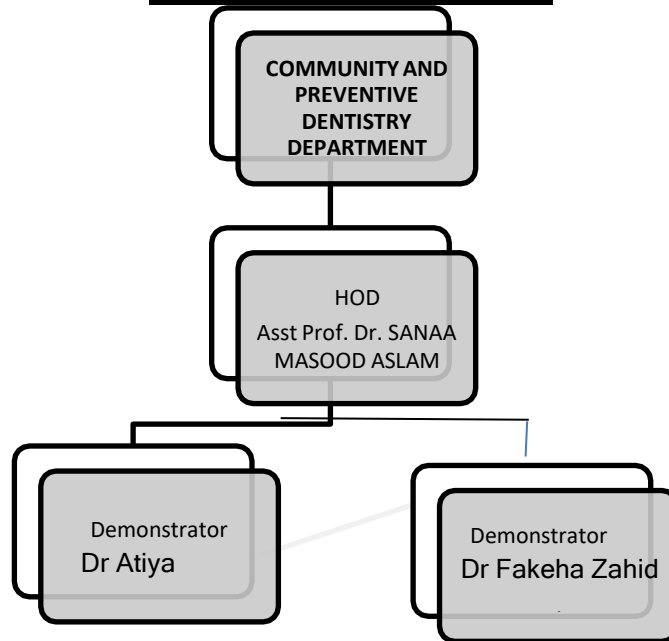 COMMUNITY AND
PREVENTIVE
DENTISTRY
DEPARTMENT
HOD
Asst Prof. Dr. SANAA
MASOOD ASLAM
Demonstrator
Dr Atiya
Demonstrator
Dr Fakeha Zahid
.